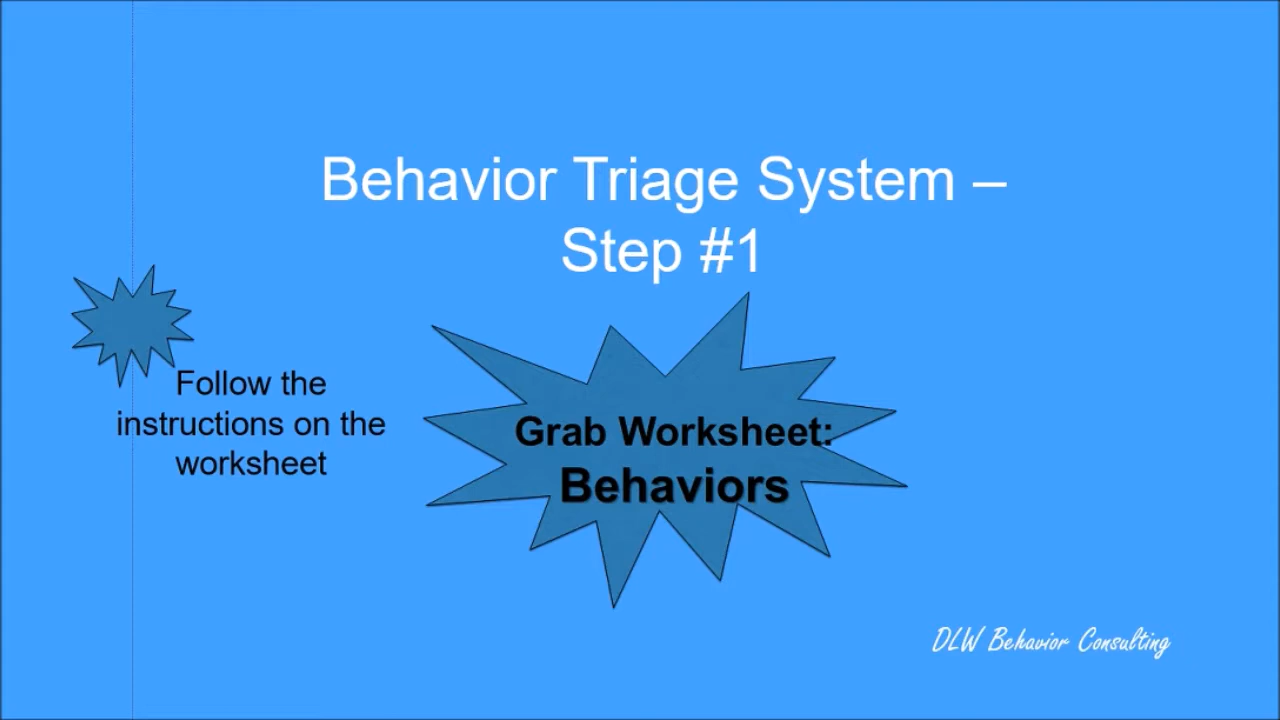 Behavior Triage System –
Step #1
Follow the
instructions on the
worksheet
Grab Worksheet:
Behaviors
DLW Behavior Consulting